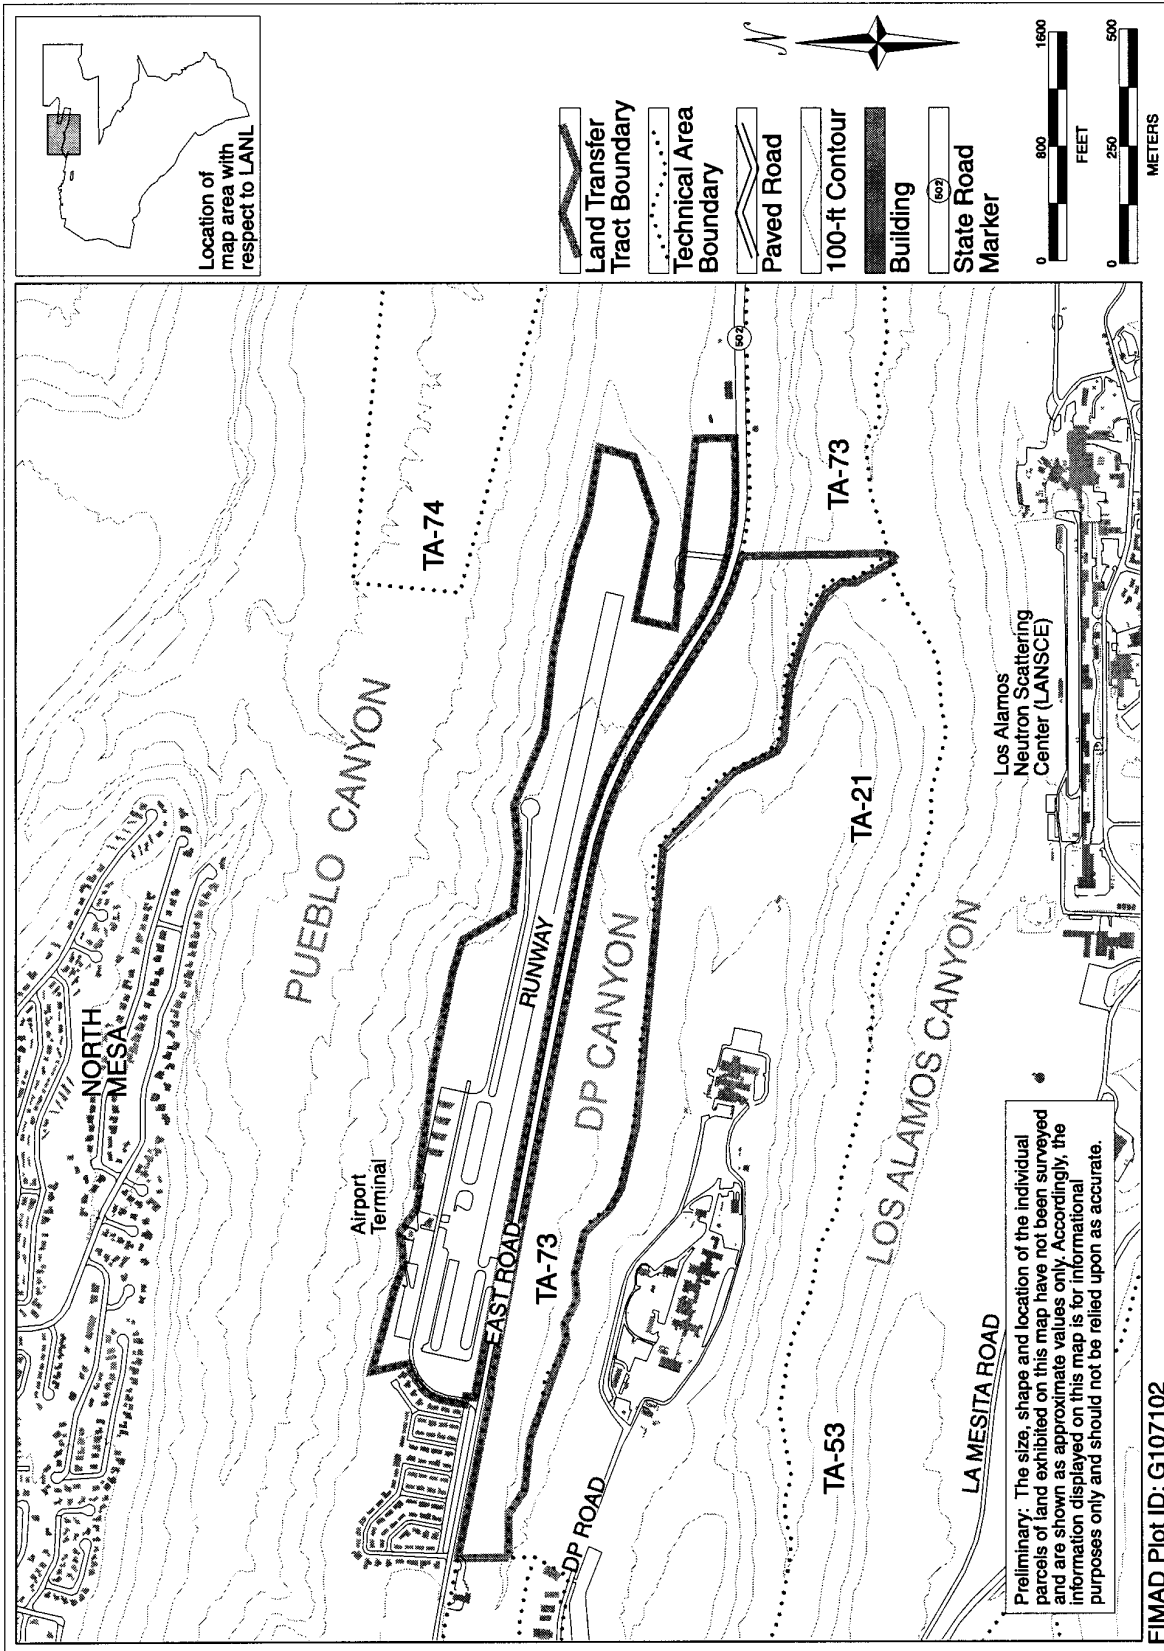 Location of
map area with
respect to LANL
Land Transfer
Tract Boundary
Technical Area
Boundary
Paved Road
100-ft Contour
Building
502
State Road
Marker
N
0 800 1600
FEET
0 250 500
METERS
NORTH
MESA
PUEBLO CANYON
TA-74
Airport
Terminal
RUNWAY
EAST ROAD
502
TA-73
DP CANYON
TA-73
DP ROAD
TA-21
TA-53
LOS ALAMOS CANYON
LA MESITA ROAD
Los Alamos
Neutron Scattering
Center (LANSCE)
Preliminary: The size, shape and location of the individual
parcels of land exhibited on this map have not been surveyed
and are shown as approximate values only. Accordingly, the
information displayed on this map is for informational
purposes only and should not be relied upon as accurate.
FIMAD Plot ID: G107102